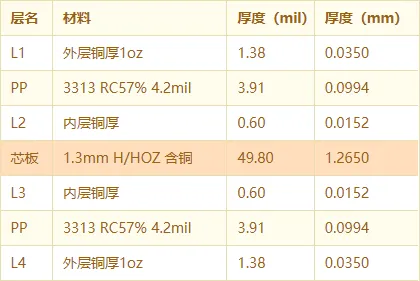 层名 材料 厚度（mil） 厚度（mm）
L1 外层铜厚1oz 1.38 0.0350
PP 3313 RC57% 4.2mil 3.91 0.0994
L2 内层铜厚 0.60 0.0152
芯板 1.3mm H/HOZ 含铜 49.80 1.2650
L3 内层铜厚 0.60 0.0152
PP 3313 RC57% 4.2mil 3.91 0.0994
L4 外层铜厚1oz 1.38 0.0350